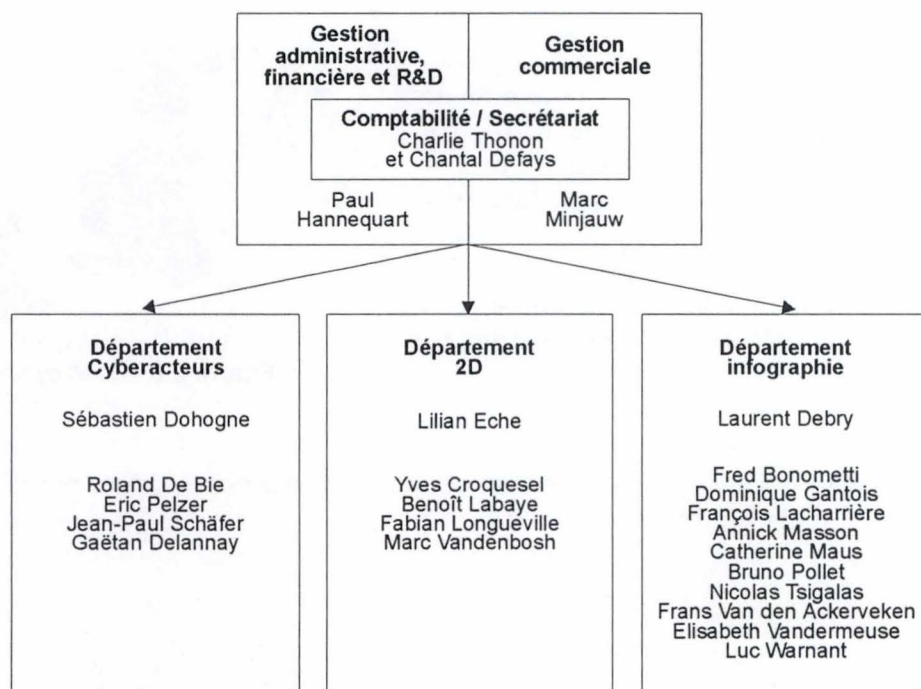 Gestion
administrative,
financière et R&D
Gestion
commerciale
Comptabilité / Secrétariat
Charlie Thonon
et Chantal Defays
Paul
Hannequart
Marc
Minjauw
Département
Cyberacteurs
Sébastien Dohogne
Roland De Bie
Eric Pelzer
Jean-Paul Schäfer
Gaëtan Delannay
Département
2D
Lilian Eche
Yves Croquesel
Benoît Labaye
Fabian Longueville
Marc Vandenbosh
Département
infographie
Laurent Debry
Fred Bonometti
Dominique Gantois
François Lacharrière
Annick Masson
Catherine Maus
Bruno Pollet
Nicolas Tsigalas
Frans Van den Ackerveken
Elisabeth Vandermeuse
Luc Warnant